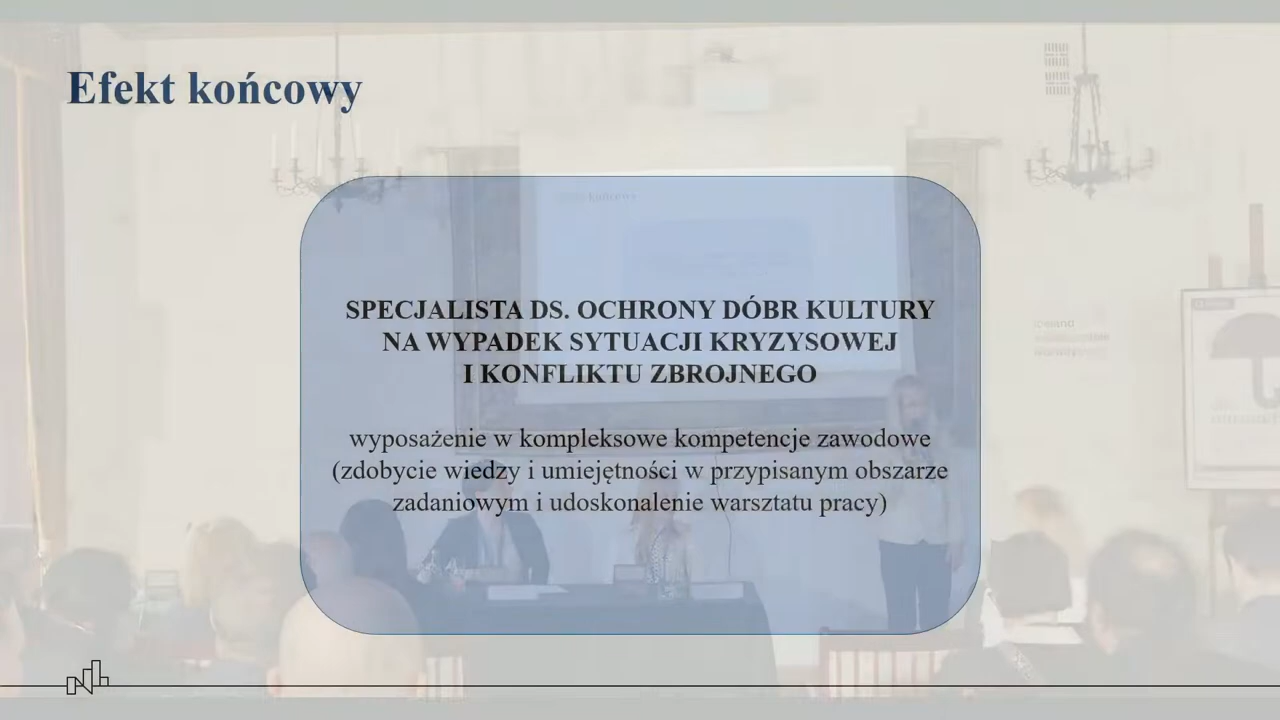 Efekt końcowy
SPECJALISTA DS. OCHRONY DÓBR KULTURY
NA WYPADEK SYTUACJI KRYZYSOWEJ
I KONFLIKTU ZBROJNEGO
wyposażenie w kompleksowe kompetencje zawodowe
(zdobycie wiedzy i umiejętności w przypisanym obszarze
zadaniowym i udoskonalenie warsztatu pracy)